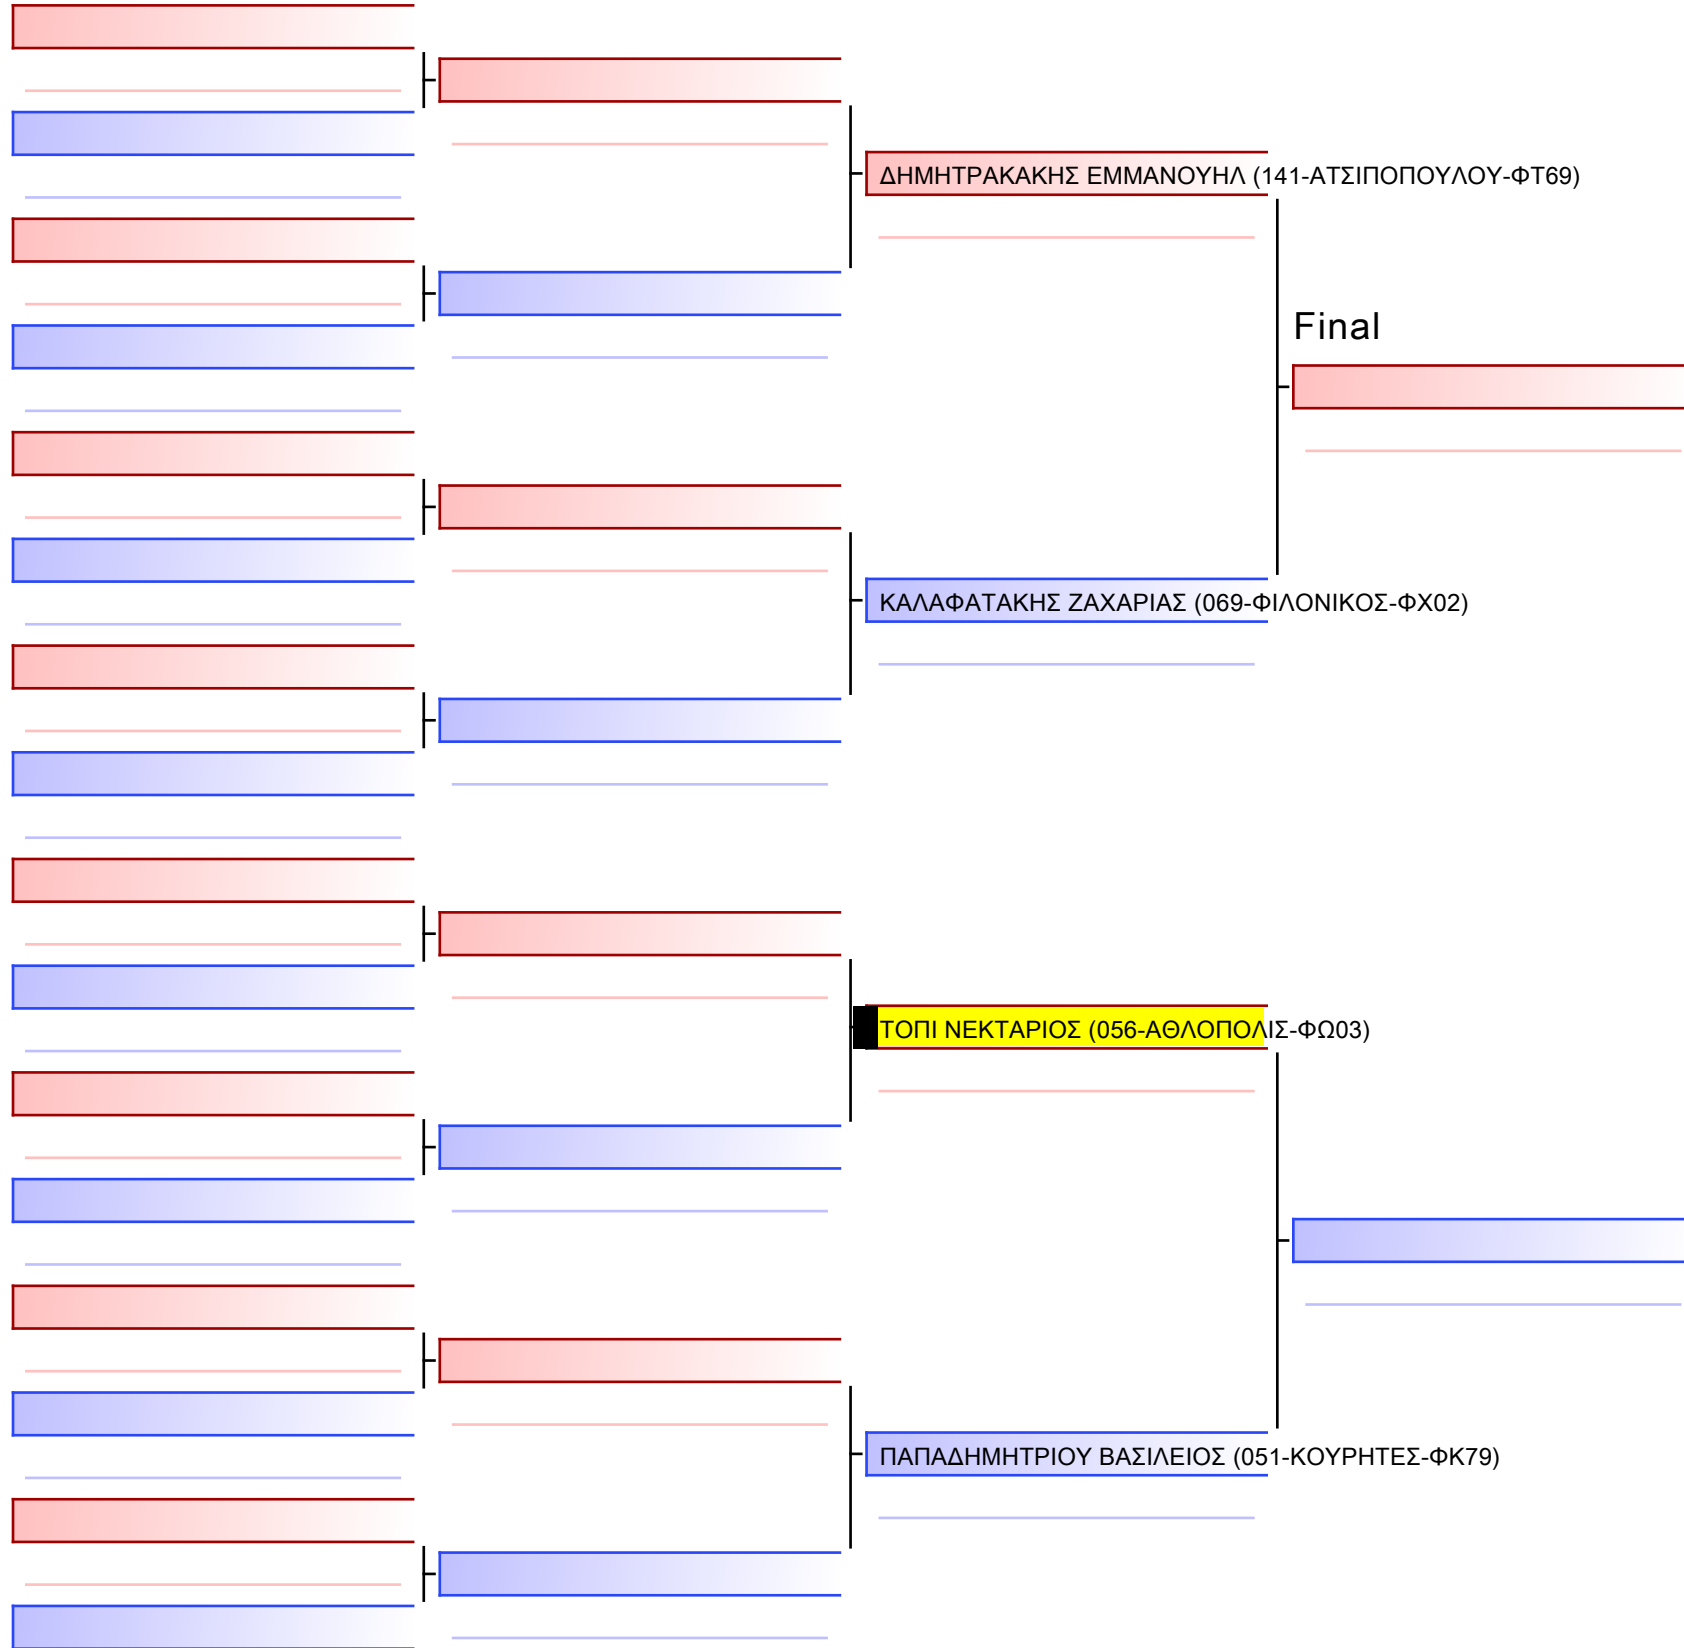 ΔΗΜΗΤΡΑΚΑΚΗΣ ΕΜΜΑΝΟΥΗΛ (141-ΑΤΣΙΠΟΠΟΥΛΟΥ-ΦΤ69)
Final
ΚΑΛΑΦΑΤΑΚΗΣ ΖΑΧΑΡΙΑΣ (069-ΦΙΛΟΝΙΚΟΣ-ΦΧ02)
ΤΟΠΙ ΝΕΚΤΑΡΙΟΣ (056-ΑΘΛΟΠΟΛΙΣ-ΦΩ03)
ΠΑΠΑΔΗΜΗΤΡΙΟΥ ΒΑΣΙΛΕΙΟΣ (051-ΚΟΥΡΗΤΕΣ-ΦΚ79)